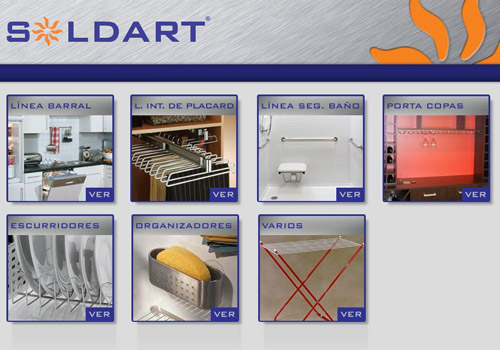 SOLDART®
LÍNEA BARRAL
L. INT. DE PLACARD
LÍNEA SEG. BAÑO
PORTA COPAS
VER
VER
VER
VER
ESCURRIDORES
ORGANIZADORES
VARIOS
VER
VER
VER